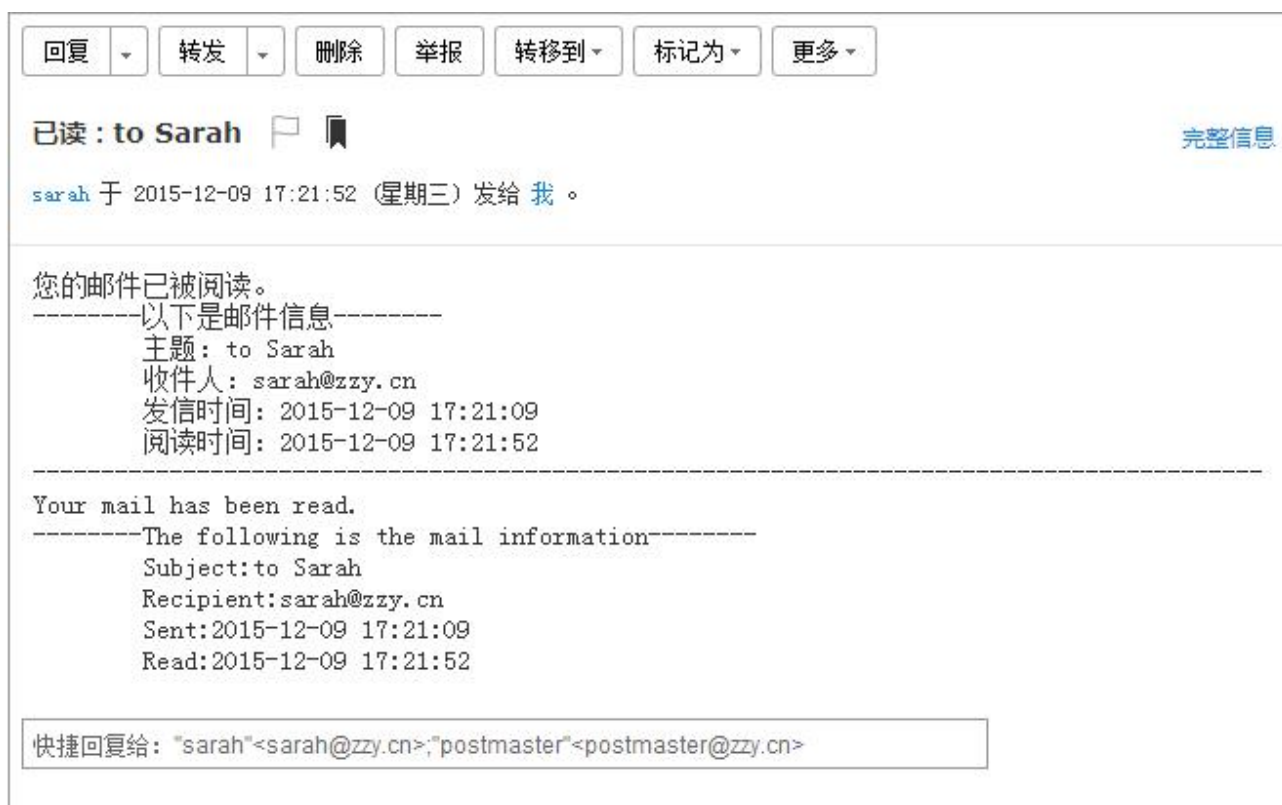 回复 转发 删除 举报 转移到 标记为 更多
已读：to Sarah 完整信息
sarah 于 2015-12-09 17:21:52 (星期三) 发给 我 。
您的邮件已被阅读。
--------以下是邮件信息--------
主题: to Sarah
收件人: sarah@zzy.cn
发信时间: 2015-12-09 17:21:09
阅读时间: 2015-12-09 17:21:52
-------------------------------------------------------------------------------------------
Your mail has been read.
--------The following is the mail information--------
Subject:to Sarah
Recipient:sarah@zzy.cn
Sent:2015-12-09 17:21:09
Read:2015-12-09 17:21:52
快捷回复给："sarah"<sarah@zzy.cn>;"postmaster"<postmaster@zzy.cn>